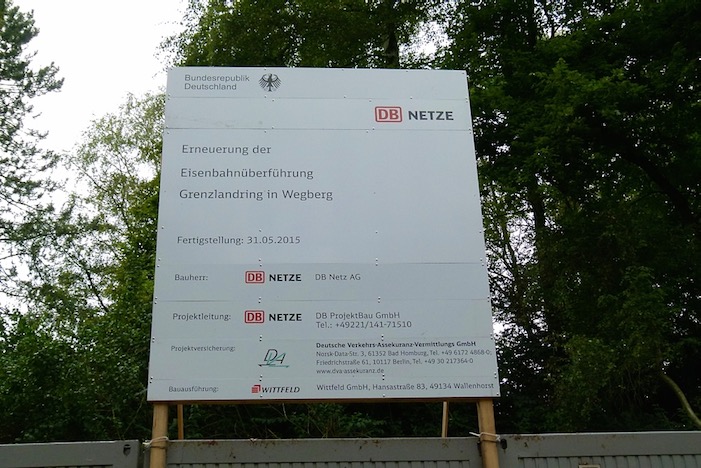 Bundesrepublik
Deutschland
DB NETZE
Erneuerung der
Eisenbahnüberführung
Grenzlandring in Wegberg
Fertigstellung: 31.05.2015
Bauherr: DB NETZE DB Netz AG
Projektleitung: DB NETZE DB ProjektBau GmbH
Tel.: +49221/141-71510
Projektversicherung: Deutsche Verkehrs-Assekuranz-Vermittlungs GmbH
Norsk-Data-Str. 3, 61352 Bad Homburg, Tel. +49 6172 4868-0;
Friedrichstraße 61, 10117 Berlin, Tel. +49 30 217364-0
www.dva-assekuranz.de
Bauausführung: WITTFELD Wittfeld GmbH, Hansastraße 83, 49134 Wallenhorst